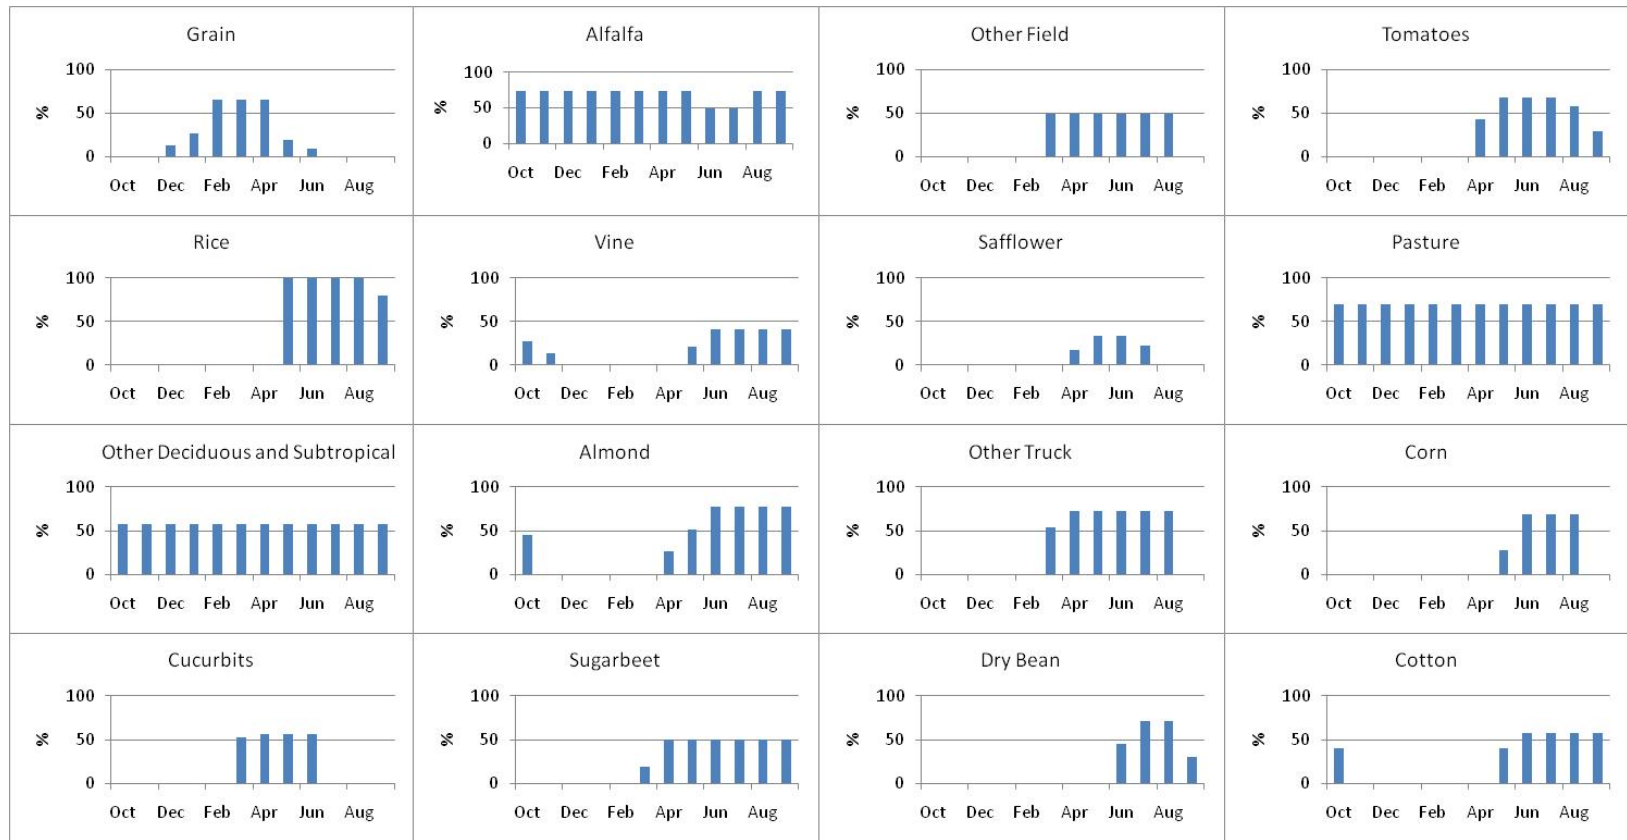 Grain
100
%
50
0
Oct Dec Feb Apr Jun Aug
Alfalfa
100
%
50
0
Oct Dec Feb Apr Jun Aug
Other Field
100
%
50
0
Oct Dec Feb Apr Jun Aug
Tomatoes
100
%
50
0
Oct Dec Feb Apr Jun Aug
Rice
100
%
50
0
Oct Dec Feb Apr Jun Aug
Vine
100
%
50
0
Oct Dec Feb Apr Jun Aug
Safflower
100
%
50
0
Oct Dec Feb Apr Jun Aug
Pasture
100
%
50
0
Oct Dec Feb Apr Jun Aug
Other Deciduous and Subtropical
100
%
50
0
Oct Dec Feb Apr Jun Aug
Almond
100
%
50
0
Oct Dec Feb Apr Jun Aug
Other Truck
100
%
50
0
Oct Dec Feb Apr Jun Aug
Corn
100
%
50
0
Oct Dec Feb Apr Jun Aug
Cucurbits
100
%
50
0
Oct Dec Feb Apr Jun Aug
Sugarbeet
100
%
50
0
Oct Dec Feb Apr Jun Aug
Dry Bean
100
%
50
0
Oct Dec Feb Apr Jun Aug
Cotton
100
%
50
0
Oct Dec Feb Apr Jun Aug